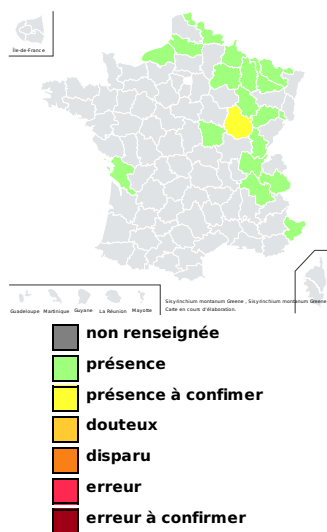 Île-de-France
Guadeloupe Martinique Guyane La Réunion Mayotte
Sisyrinchium montanum Greene , Sisyrinchium montanum Greene
Carte en cours d'élaboration.
non renseignée
présence
présence à confimer
douteux
disparu
erreur
erreur à confirmer